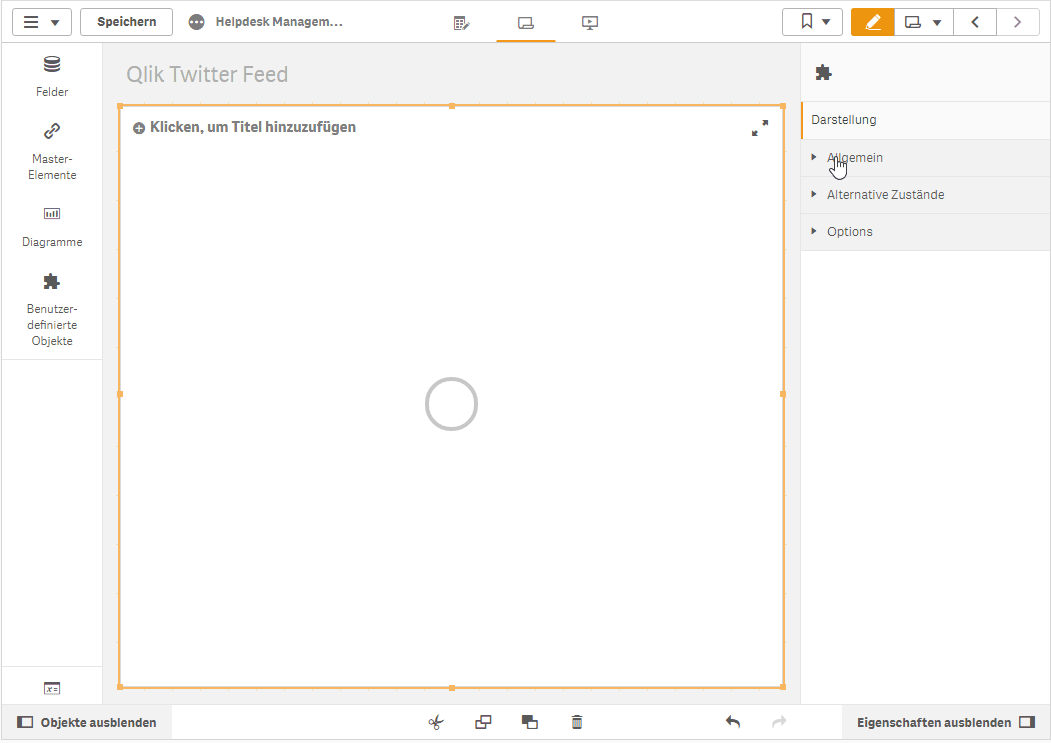 Speichern
Helpdesk Managem...
Felder
Master-
Elemente
Diagramme
Benutzer-
definierte
Objekte
Qlik Twitter Feed
Klicken, um Titel hinzuzufügen
Darstellung
Allgemein
Alternative Zustände
Options
Objekte ausblenden
Eigenschaften ausblenden